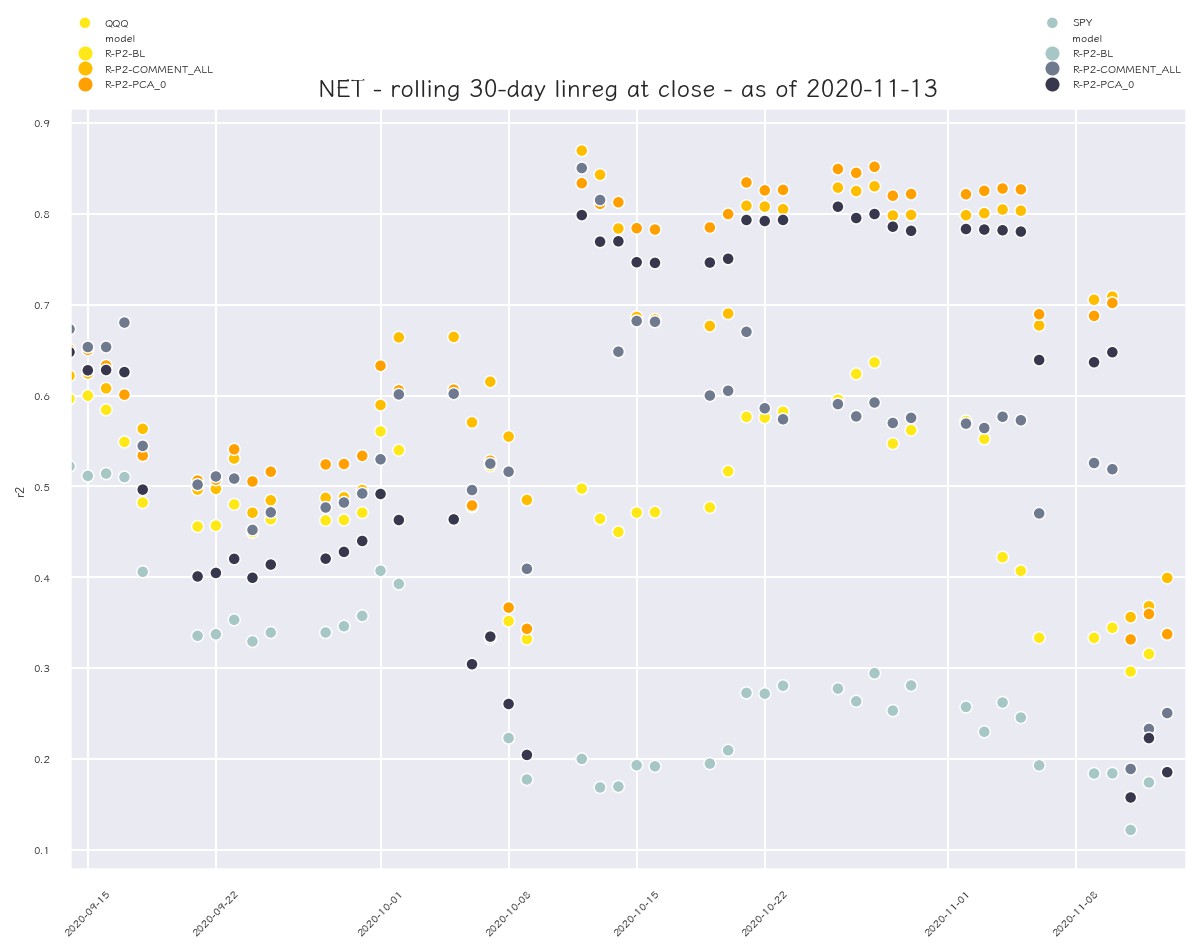 QQQ
model
R-P2-BL
R-P2-COMMENT_ALL
R-P2-PCA_0
SPY
model
R-P2-BL
R-P2-COMMENT_ALL
R-P2-PCA_0
NET - rolling 30-day linreg at close - as of 2020-11-13
0.9
0.8
0.7
0.6
0.5
0.4
0.3
0.2
0.1
r2
2020-09-15
2020-09-22
2020-10-01
2020-10-08
2020-10-15
2020-10-22
2020-11-01
2020-11-08